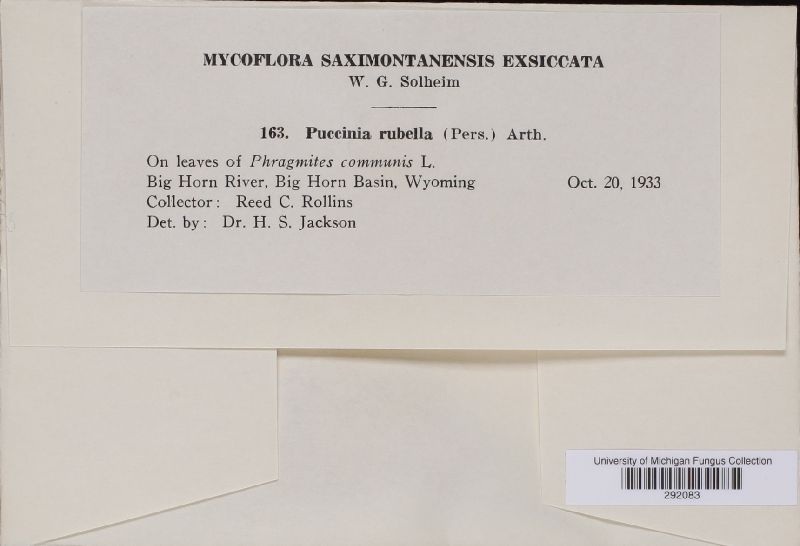 MYCOFLORA SAXIMONTANENSIS EXSICCATA
W. G. Solheim
163. Puccinia rubella (Pers.) Arth.
On leaves of Phragmites communis L.
Big Horn River, Big Horn Basin, Wyoming Oct. 20, 1933
Collector: Reed C. Rollins
Det. by: Dr. H. S. Jackson
University of Michigan Fungus Collection
292083